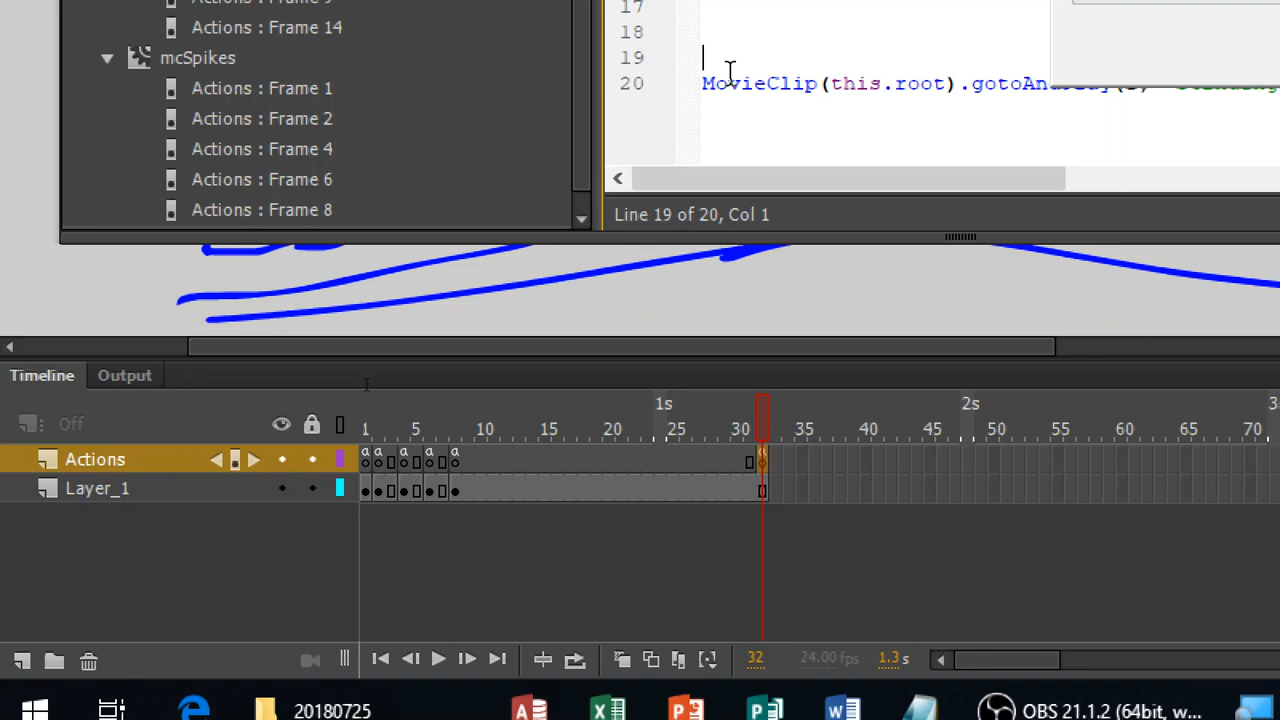 17
Actions : Frame 14
18
mcSpikes
19
20
MovieClip(this.root).gotoAnd
Actions : Frame 1
Actions : Frame 2
Actions : Frame 4
Actions : Frame 6
Actions : Frame 8
Line 19 of 20, Col 1
Timeline
Output
1s
2s
Off
1 5 10 15 20 25 30 35 40 45 50 55 60 65 70
Actions
a a a a a
Layer_1
32 24.00 fps 1.3 s
20180725
OBS 21.1.2 (64bit, w...